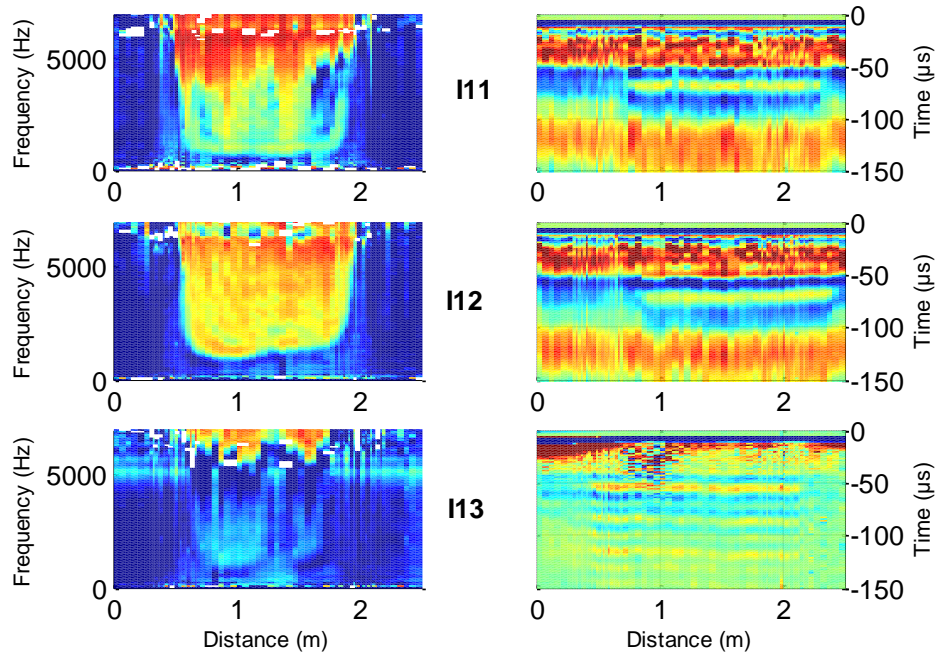 Frequency (Hz)
5000
0
0 1 2
I11
0
-50
-100
-150
Time (µs)
0 1 2
Frequency (Hz)
5000
0
0 1 2
I12
0
-50
-100
-150
Time (µs)
0 1 2
Frequency (Hz)
5000
0
0 1 2
Distance (m)
I13
0
-50
-100
-150
Time (µs)
0 1 2
Distance (m)